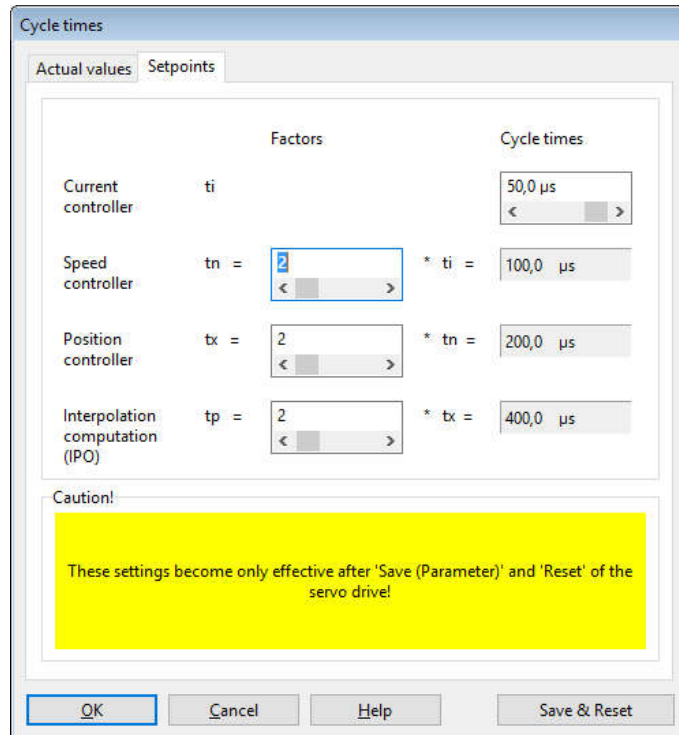 Cycle times
Actual values Setpoints
Factors Cycle times
Current
controller
ti
50,0 µs
Speed
controller
tn = 2 * ti = 100,0 µs
Position
controller
tx = 2 * tn = 200,0 µs
Interpolation
computation
(IPO)
tp = 2 * tx = 400,0 µs
Caution!
These settings become only effective after 'Save (Parameter)' and 'Reset' of the
servo drive!
OK Cancel Help Save & Reset